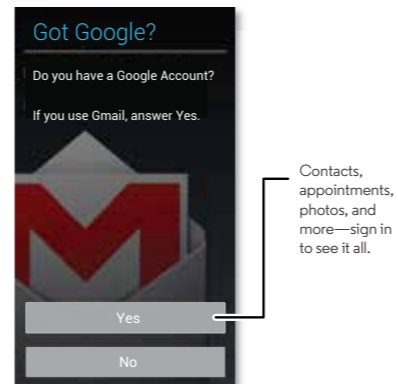 Got Google?
Do you have a Google Account?
If you use Gmail, answer Yes.
Contacts,
appointments,
photos, and
more—sign in
to see it all.
Yes
No